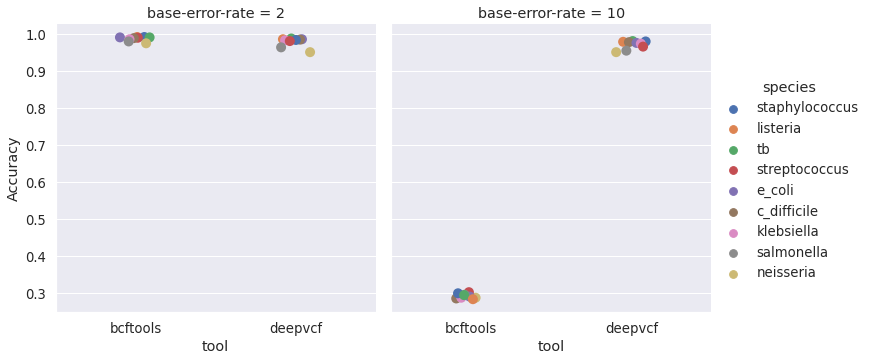 base-error-rate = 2
base-error-rate = 10
Accuracy
1.0
0.9
0.8
0.7
0.6
0.5
0.4
0.3
bcftools
deepvcf
bcftools
deepvcf
tool
tool
species
staphylococcus
listeria
tb
streptococcus
e_coli
c_difficile
klebsiella
salmonella
neisseria